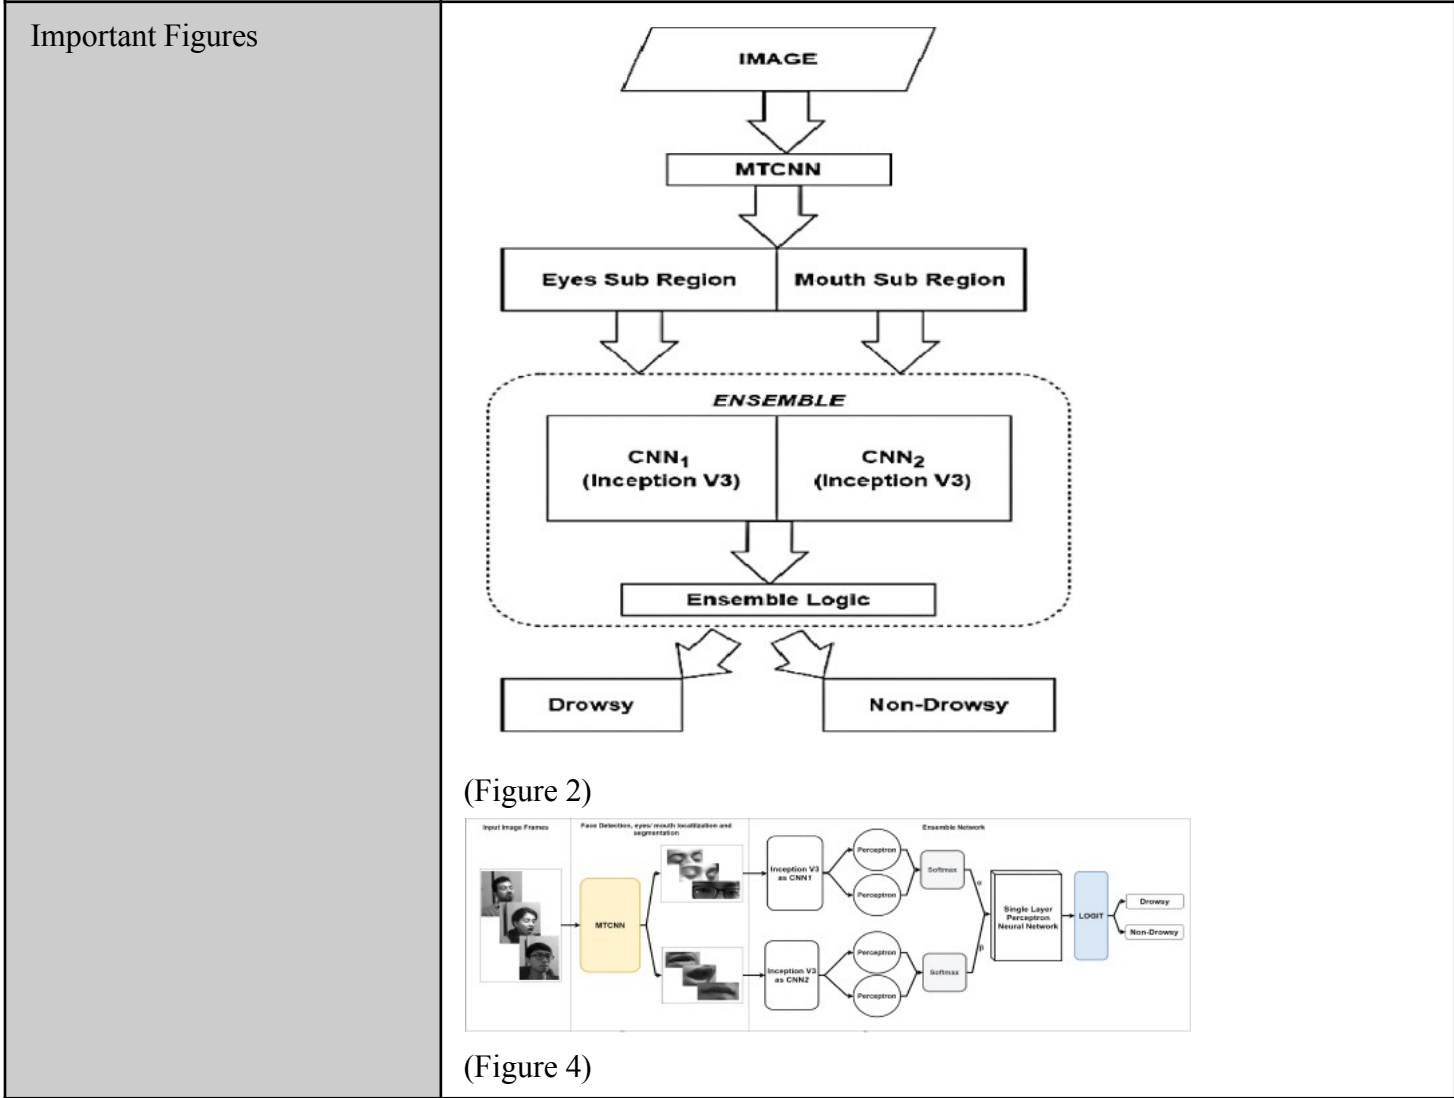 Important Figures
IMAGE
MTCNN
Eyes Sub Region
Mouth Sub Region
ENSEMBLE
CNN1
(Inception V3)
CNN2
(Inception V3)
Ensemble Logic
Drowsy
Non-Drowsy
(Figure 2)
Input Image Frames
Face Detection, eyes/ mouth locatlization and
segmentation
Ensemble Network
MTCNN
Inception V3
as CNN1
Perceptron
Perceptron
Softmax
α
Inception V3
as CNN2
Perceptron
Perceptron
Softmax
β
Single Layer
Perceptron
Neural Network
LOGIT
Drowsy
Non-Drowsy
(Figure 4)